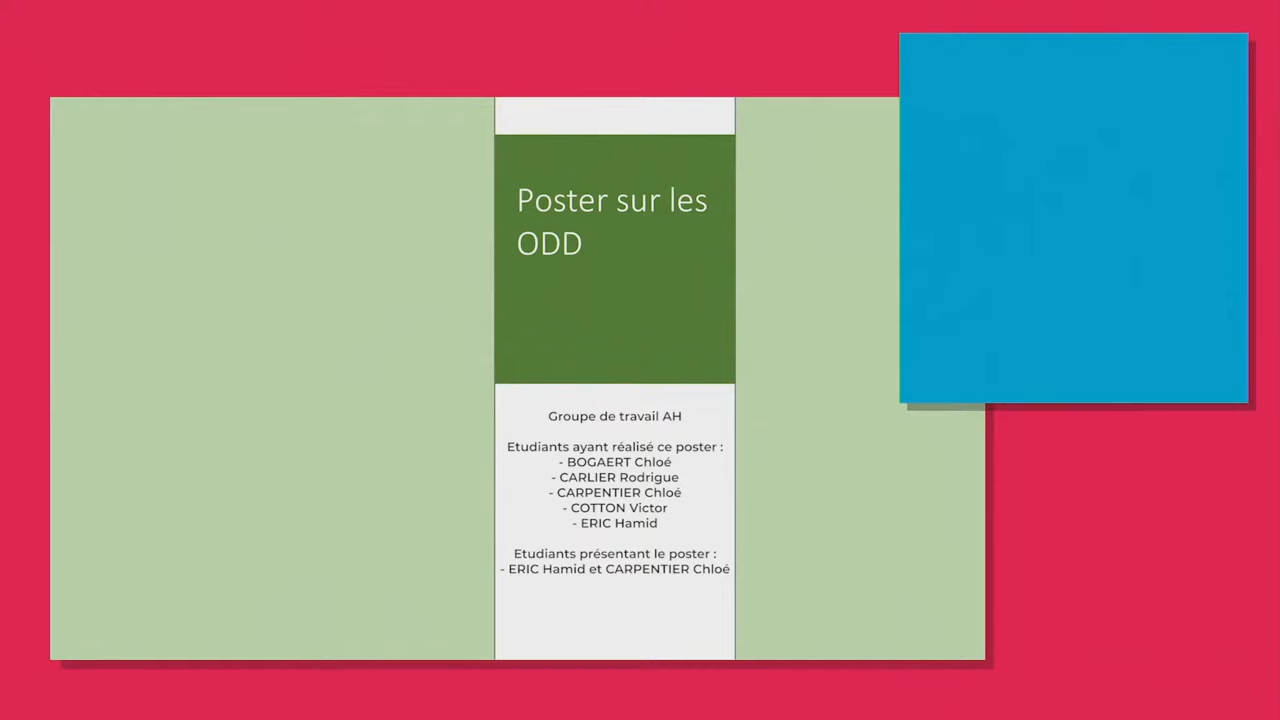 Poster sur les
ODD
Groupe de travail AH
Etudiants ayant réalisé ce poster :
- BOGAERT Chloé
- CARLIER Rodrigue
- CARPENTIER Chloé
- COTTON Victor
- ERIC Hamid
Etudiants présentant le poster :
- ERIC Hamid et CARPENTIER Chloé